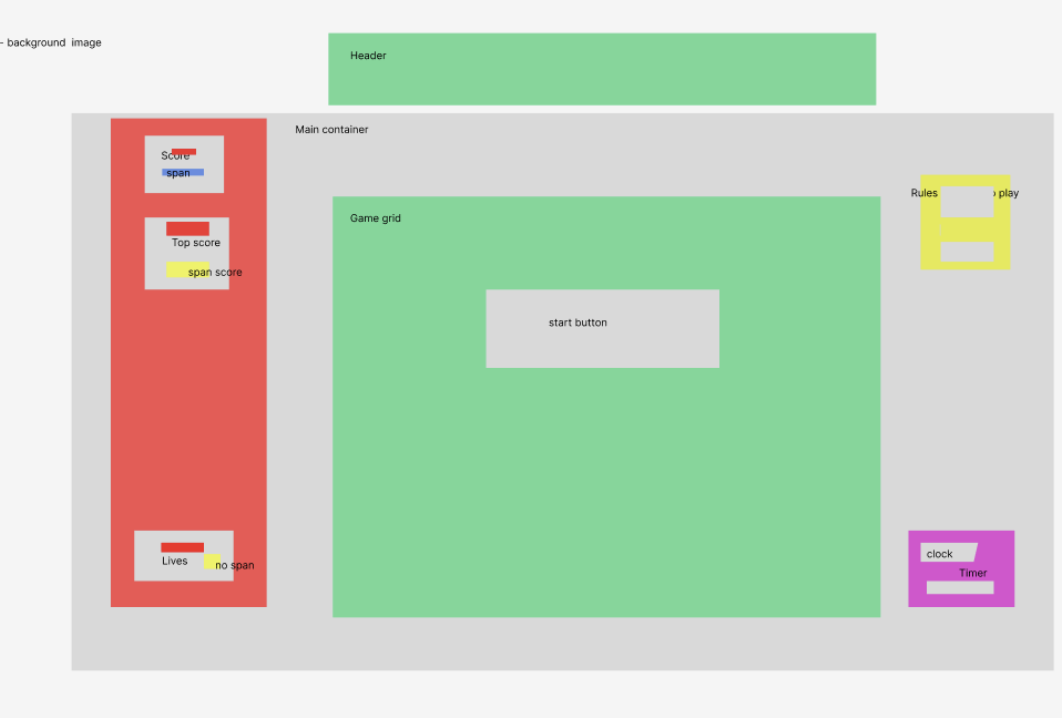 - background image
Header
Main container
Score
span
Top score
span score
Lives
no span
Game grid
start button
Rules
play
clock
Timer